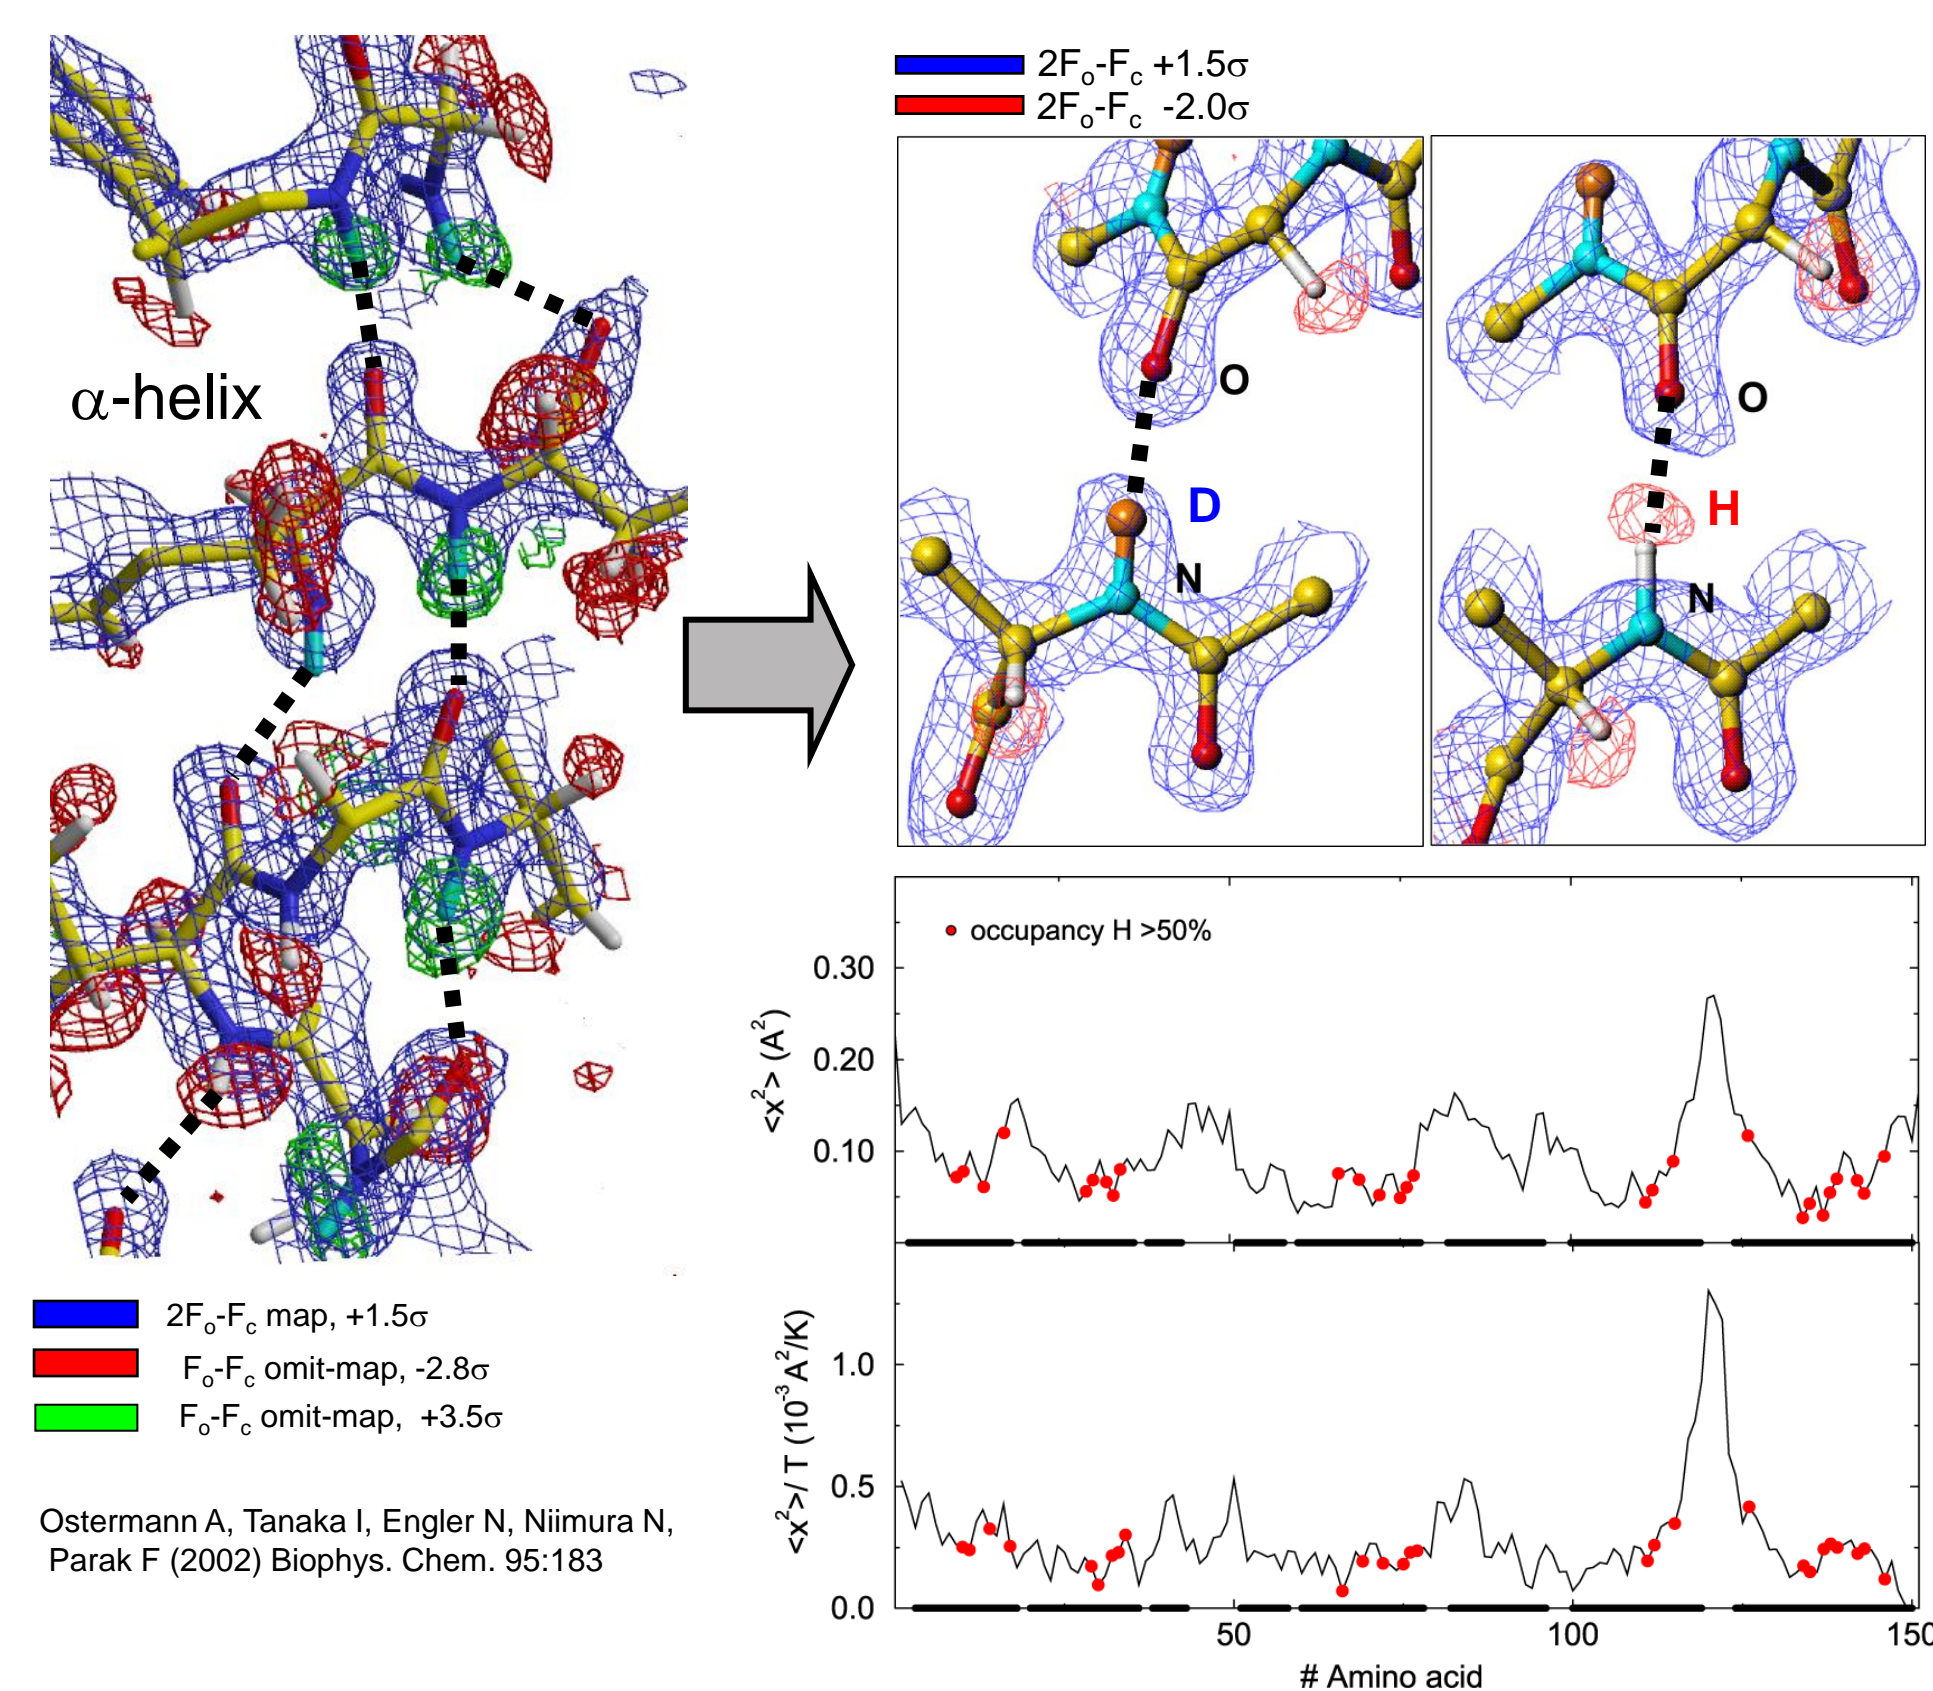 2Fo-Fc +1.5σ
2Fo-Fc -2.0σ
α-helix
O
D
N
O
H
N
2Fo-Fc map, +1.5σ
Fo-Fc omit-map, -2.8σ
Fo-Fc omit-map, +3.5σ
Ostermann A, Tanaka I, Engler N, Niimura N,
Parak F (2002) Biophys. Chem. 95:183
occupancy H >50%
<x²> (A²)
0.30
0.20
0.10
<x²>/ T (10⁻³ A²/K)
1.0
0.5
0.0
50 100 150
# Amino acid